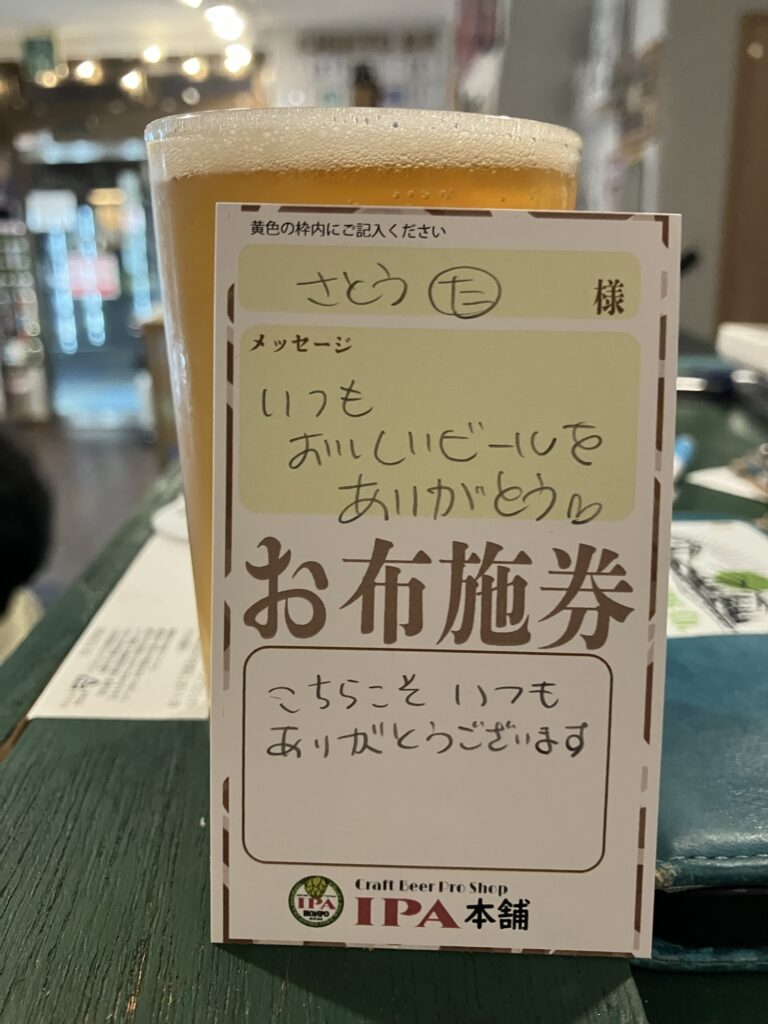 黄色の枠内にご記入ください
さとう た 様
メッセージ
いつも
おいしいビールを
ありがとう
お布施券
こちらこそ いつも
ありがとうございます
IPA
HONPO
Craft Beer Pro Shop
IPA本舗